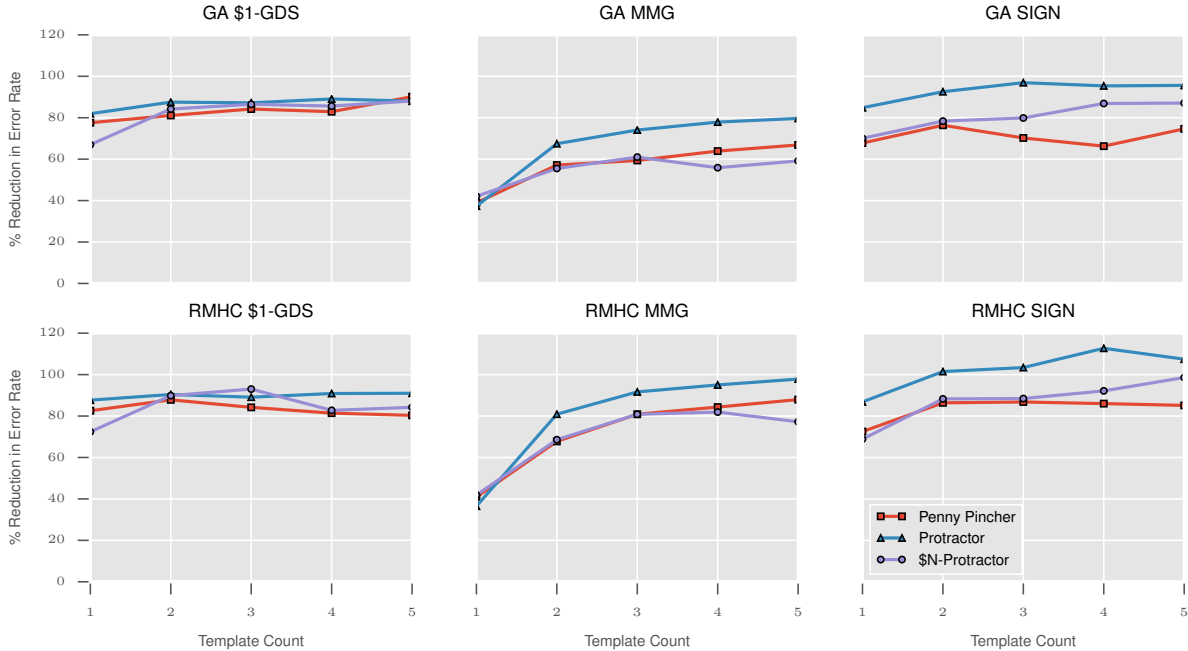 GA $1-GDS
GA MMG
GA SIGN
% Reduction in Error Rate
120
100
80
60
40
20
0
RMHC $1-GDS
RMHC MMG
RMHC SIGN
% Reduction in Error Rate
120
100
80
60
40
20
0
Penny Pincher
Protractor
$N-Protractor
1 2 3 4 5
1 2 3 4 5
1 2 3 4 5
Template Count
Template Count
Template Count